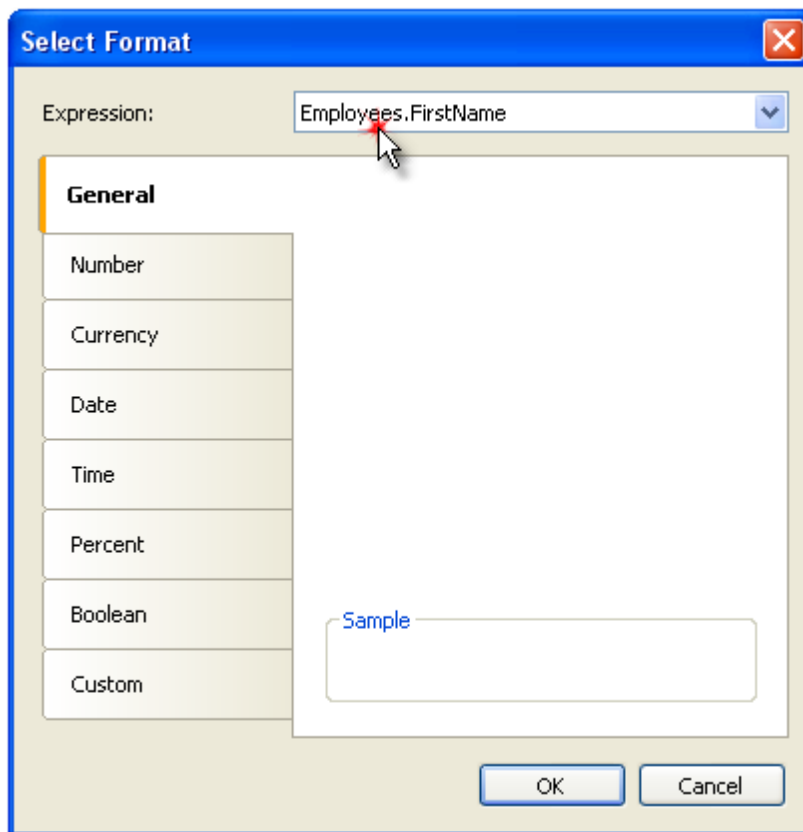 Select Format
Expression: Employees.FirstName
General
Number
Currency
Date
Time
Percent
Boolean
Sample
Custom
OK Cancel